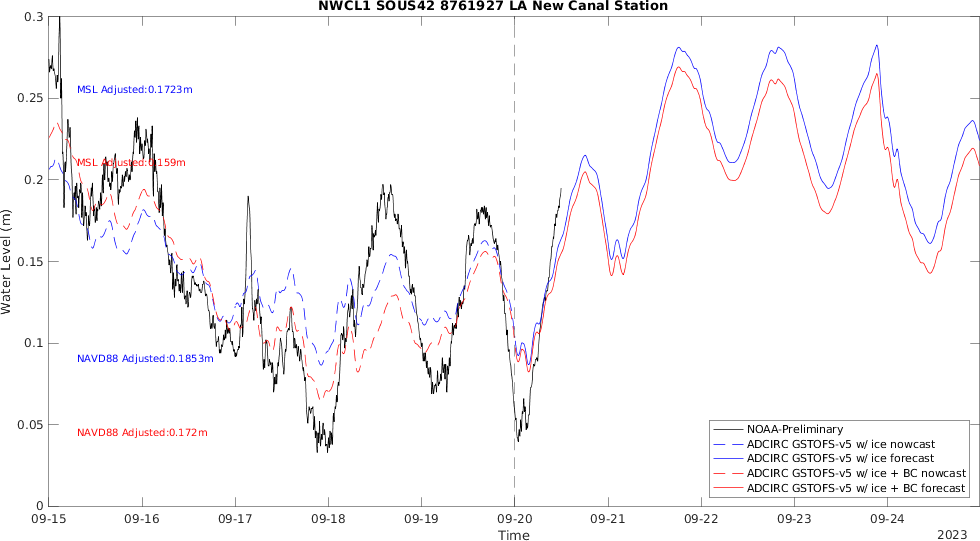 NWCL1 SOUS42 8761927 LA New Canal Station
0.3
0.25
0.2
0.15
0.1
0.05
0
Water Level (m)
MSL Adjusted:0.1723m
MSL Adjusted:0.159m
NAVD88 Adjusted:0.1853m
NAVD88 Adjusted:0.172m
NOAA-Preliminary
ADCIRC GSTOFS-v5 w/ ice nowcast
ADCIRC GSTOFS-v5 w/ ice forecast
ADCIRC GSTOFS-v5 w/ ice + BC nowcast
ADCIRC GSTOFS-v5 w/ ice + BC forecast
09-15 09-16 09-17 09-18 09-19 09-20 09-21 09-22 09-23 09-24
Time
2023